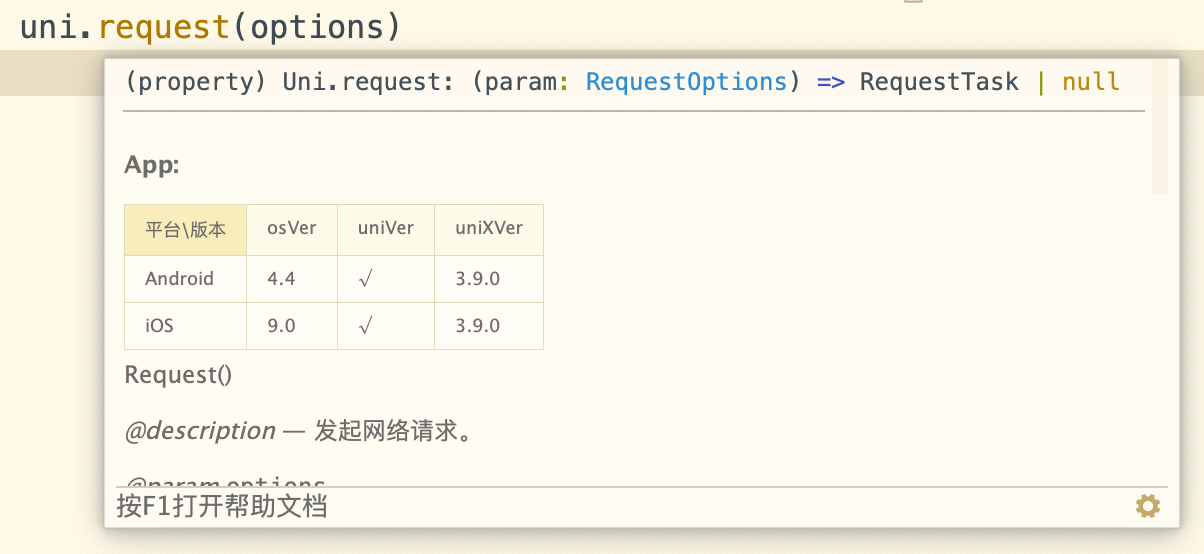 uni.request(options)
(property) Uni.request: (param: RequestOptions) => RequestTask | null
App:
平台\版本 osVer uniVer uniXVer
Android 4.4 √ 3.9.0
iOS 9.0 √ 3.9.0
Request()
@description — 发起网络请求。
@param options
按F1打开帮助文档